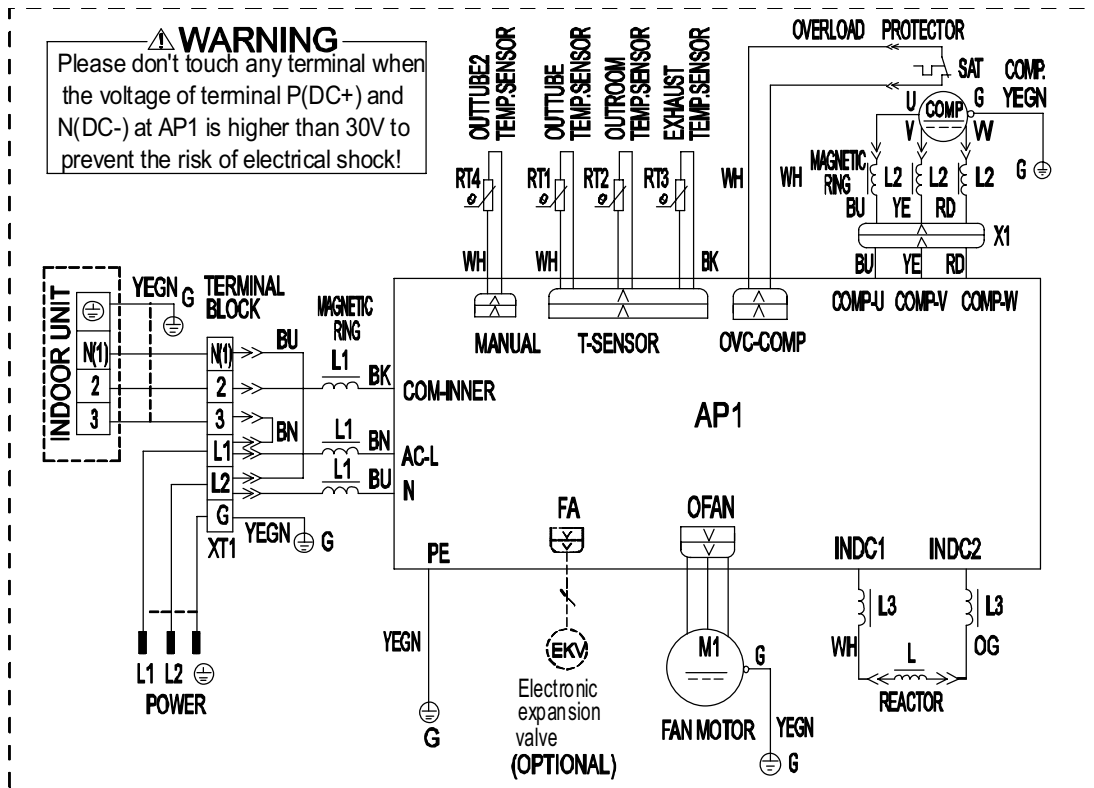 WARNING
Please don't touch any terminal when
the voltage of terminal P(DC+) and
N(DC-) at AP1 is higher than 30V to
prevent the risk of electrical shock!
OUTTUBE2
TEMP.SENSOR
OUTTUBE
TEMP.SENSOR
OUTROOM
TEMP.SENSOR
EXHAUST
TEMP.SENSOR
OVERLOAD PROTECTOR
SAT
COMP.
YEGN
U
COMP
G
V
W
G
RT4
RT1
RT2
RT3
WH
WH
MAGNETIC
RING
L2
L2
L2
BU
YE
RD
X1
WH
WH
BK
BU
YE
RD
COMP-U
COMP-V
COMP-W
MANUAL
T-SENSOR
OVC-COMP
INDOOR UNIT
N(1)
2
3
YEGN
G
TERMINAL
BLOCK
N(1)
2
3
L1
L2
G
XT1
BU
BN
YEGN
G
MAGNETIC
RING
L1
BK
COM-INNER
L1
BN
AC-L
L1
BU
N
AP1
L1
L2
POWER
PE
YEGN
G
FA
EKV
Electronic
expansion
valve
(OPTIONAL)
OFAN
M1
G
FAN MOTOR
YEGN
G
INDC1
INDC2
L3
L3
WH
L
OG
REACTOR